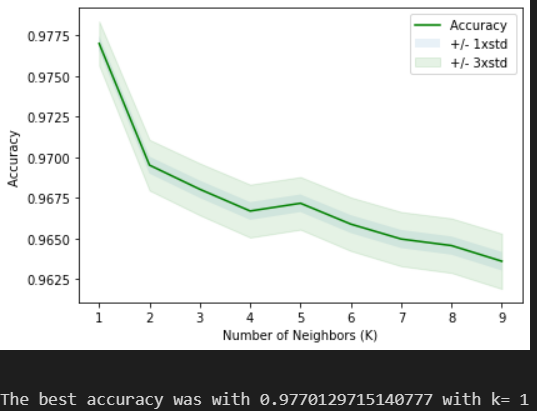 Accuracy
+/- 1xstd
+/- 3xstd
0.9775
0.9750
0.9725
0.9700
0.9675
0.9650
0.9625
Accuracy
1 2 3 4 5 6 7 8 9
Number of Neighbors (K)
The best accuracy was with 0.9770129715140777 with k= 1